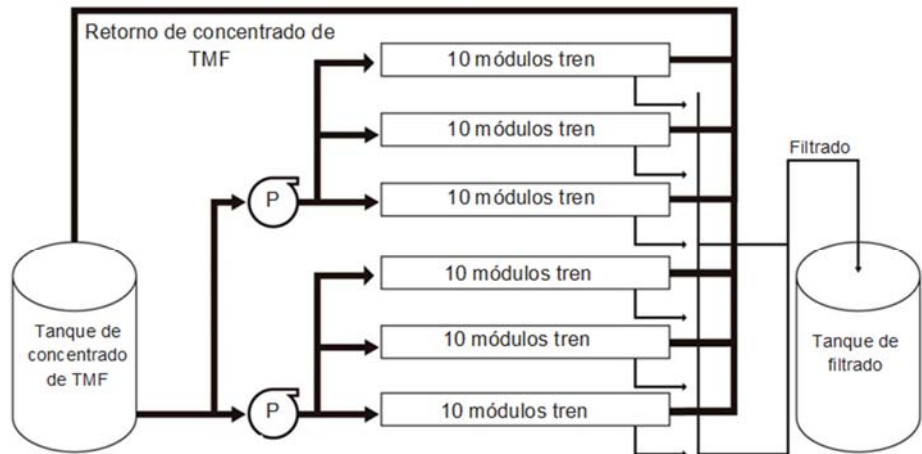 Retorno de concentrado de
TMF
10 módulos tren
10 módulos tren
10 módulos tren
10 módulos tren
10 módulos tren
10 módulos tren
P
P
Filtrado
Tanque de
concentrado
de TMF
Tanque de
filtrado